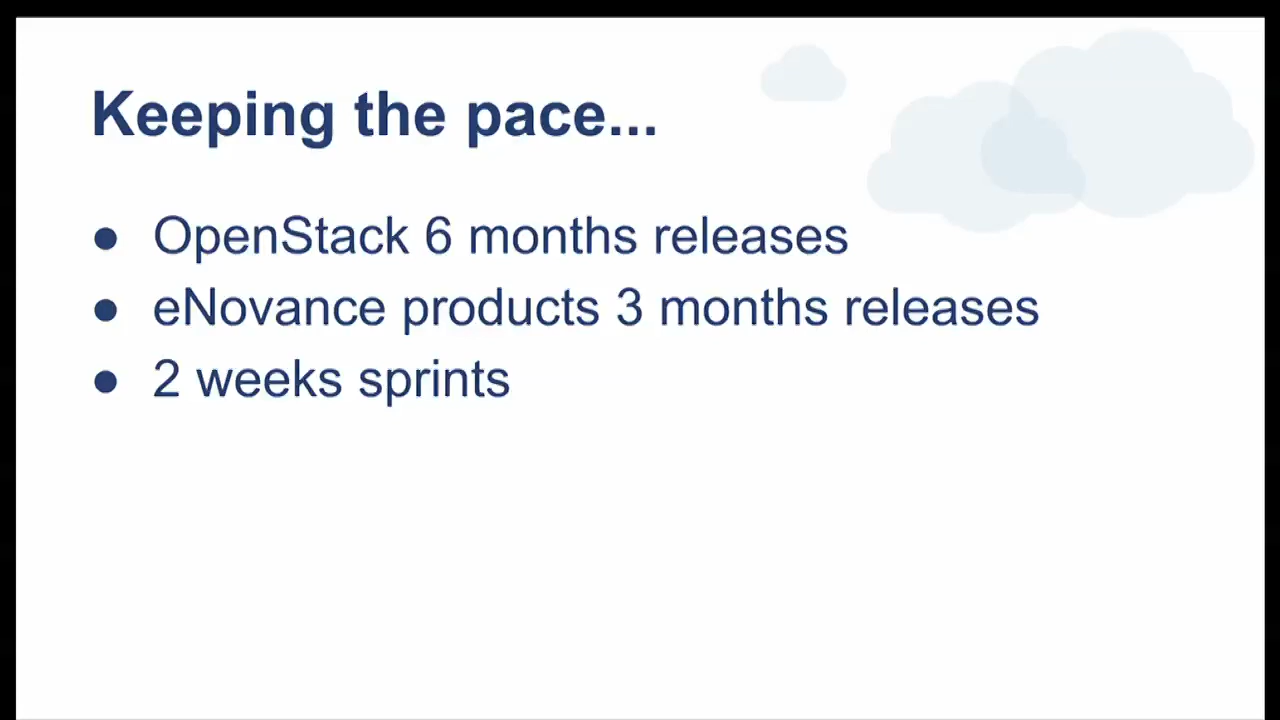 Keeping the pace...
● OpenStack 6 months releases
● eNovance products 3 months releases
● 2 weeks sprints